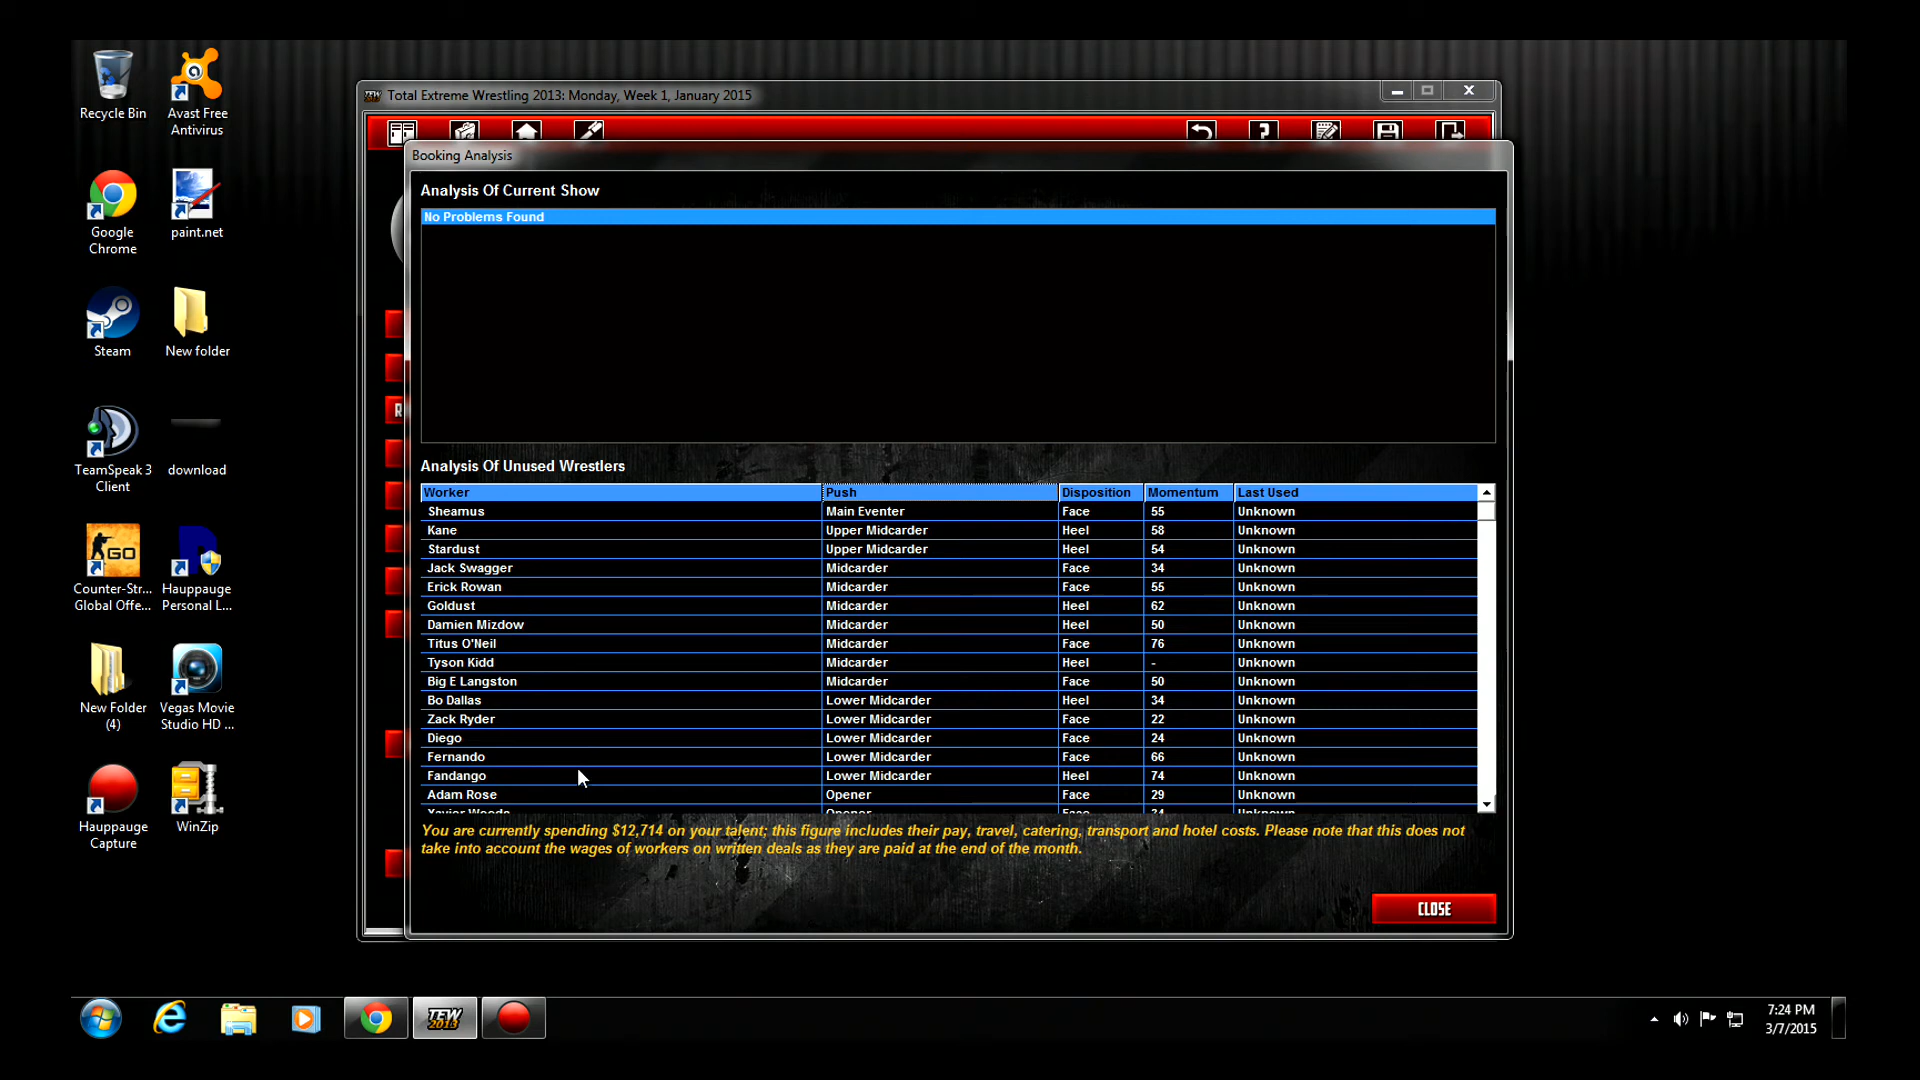 Recycle Bin
Avast Free
Antivirus
Google
Chrome
paint.net
Steam
New folder
TeamSpeak 3
Client
download
GO
Counter-Str...
Global Offe...
Hauppauge
Personal L...
New Folder
(4)
Vegas Movie
Studio HD ...
Hauppauge
Capture
WinZip
Total Extreme Wrestling 2013: Monday, Week 1, January 2015
Booking Analysis
Analysis Of Current Show
No Problems Found
Analysis Of Unused Wrestlers
Worker Push Disposition Momentum Last Used
Sheamus Main Eventer Face 55 Unknown
Kane Upper Midcarder Heel 58 Unknown
Stardust Upper Midcarder Heel 54 Unknown
Jack Swagger Midcarder Face 34 Unknown
Erick Rowan Midcarder Face 55 Unknown
Goldust Midcarder Heel 62 Unknown
Damien Mizdow Midcarder Heel 50 Unknown
Titus O'Neil Midcarder Face 76 Unknown
Tyson Kidd Midcarder Heel - Unknown
Big E Langston Midcarder Face 50 Unknown
Bo Dallas Lower Midcarder Heel 34 Unknown
Zack Ryder Lower Midcarder Face 22 Unknown
Diego Lower Midcarder Face 24 Unknown
Fernando Lower Midcarder Face 66 Unknown
Fandango Lower Midcarder Heel 74 Unknown
Adam Rose Opener Face 29 Unknown
Xavier Woods Opener Face 34 Unknown
You are currently spending $12,714 on your talent; this figure includes their pay, travel, catering, transport and hotel costs. Please note that this does not
take into account the wages of workers on written deals as they are paid at the end of the month.
CLOSE
TEW
2013
7:24 PM
3/7/2015